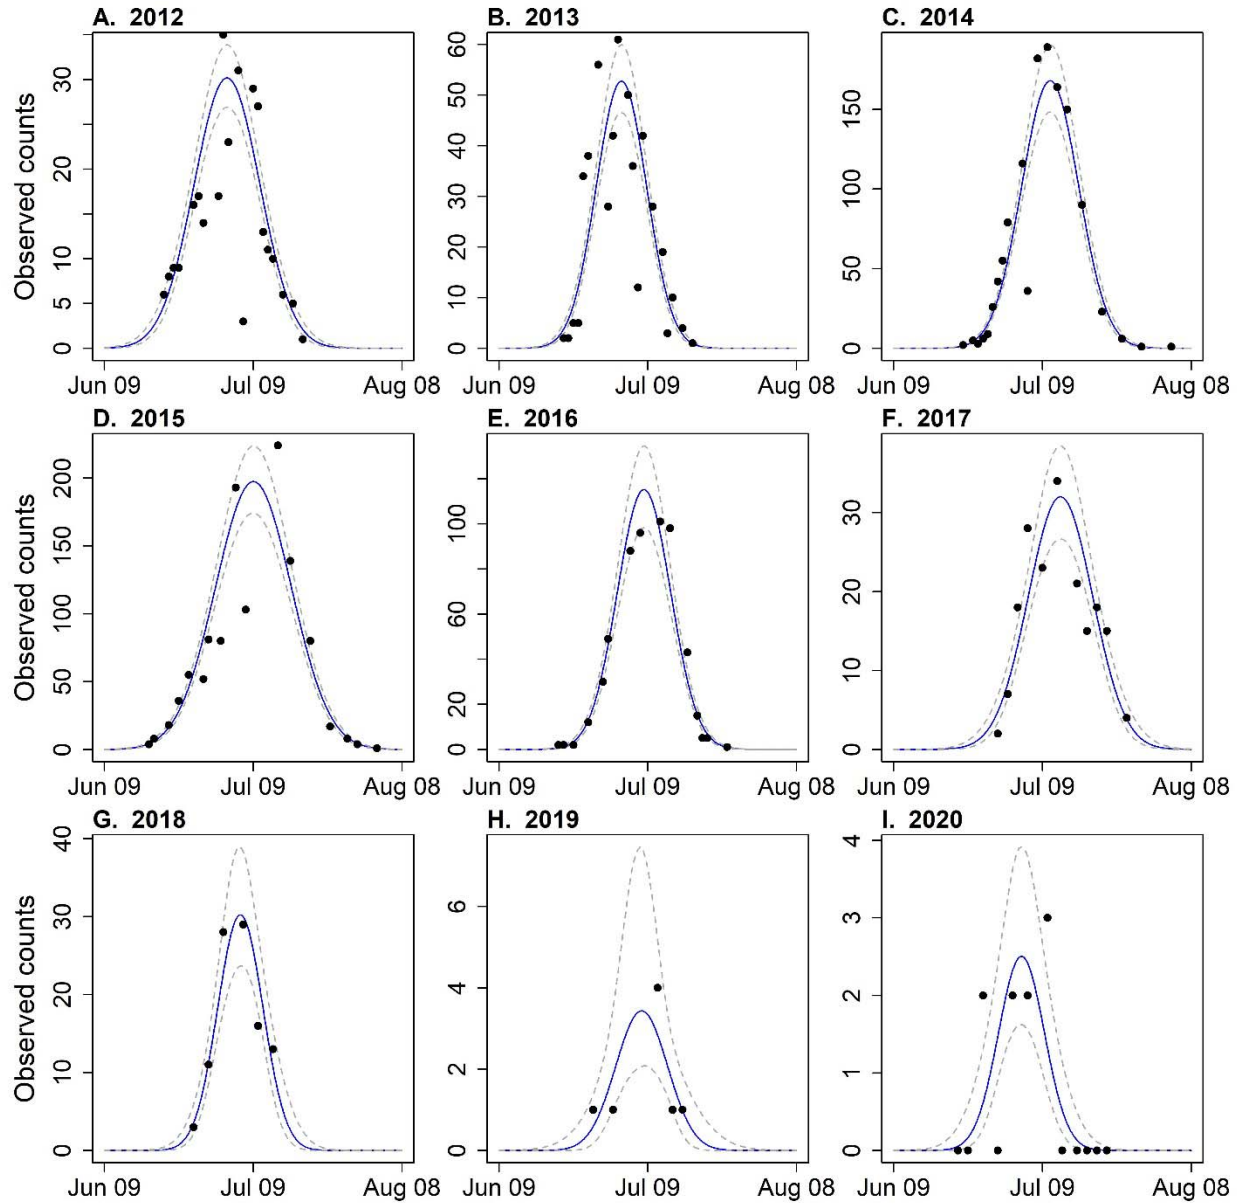 A. 2012
B. 2013
C. 2014
Observed counts
0 5 10 20 30
0 10 20 30 40 50 60
0 50 100 150
Jun 09 Jul 09 Aug 08
Jun 09 Jul 09 Aug 08
Jun 09 Jul 09 Aug 08
D. 2015
E. 2016
F. 2017
Observed counts
0 50 100 150 200
0 20 60 100
0 10 20 30
Jun 09 Jul 09 Aug 08
Jun 09 Jul 09 Aug 08
Jun 09 Jul 09 Aug 08
G. 2018
H. 2019
I. 2020
Observed counts
0 10 20 30 40
0 2 4 6
0 1 2 3 4
Jun 09 Jul 09 Aug 08
Jun 09 Jul 09 Aug 08
Jun 09 Jul 09 Aug 08